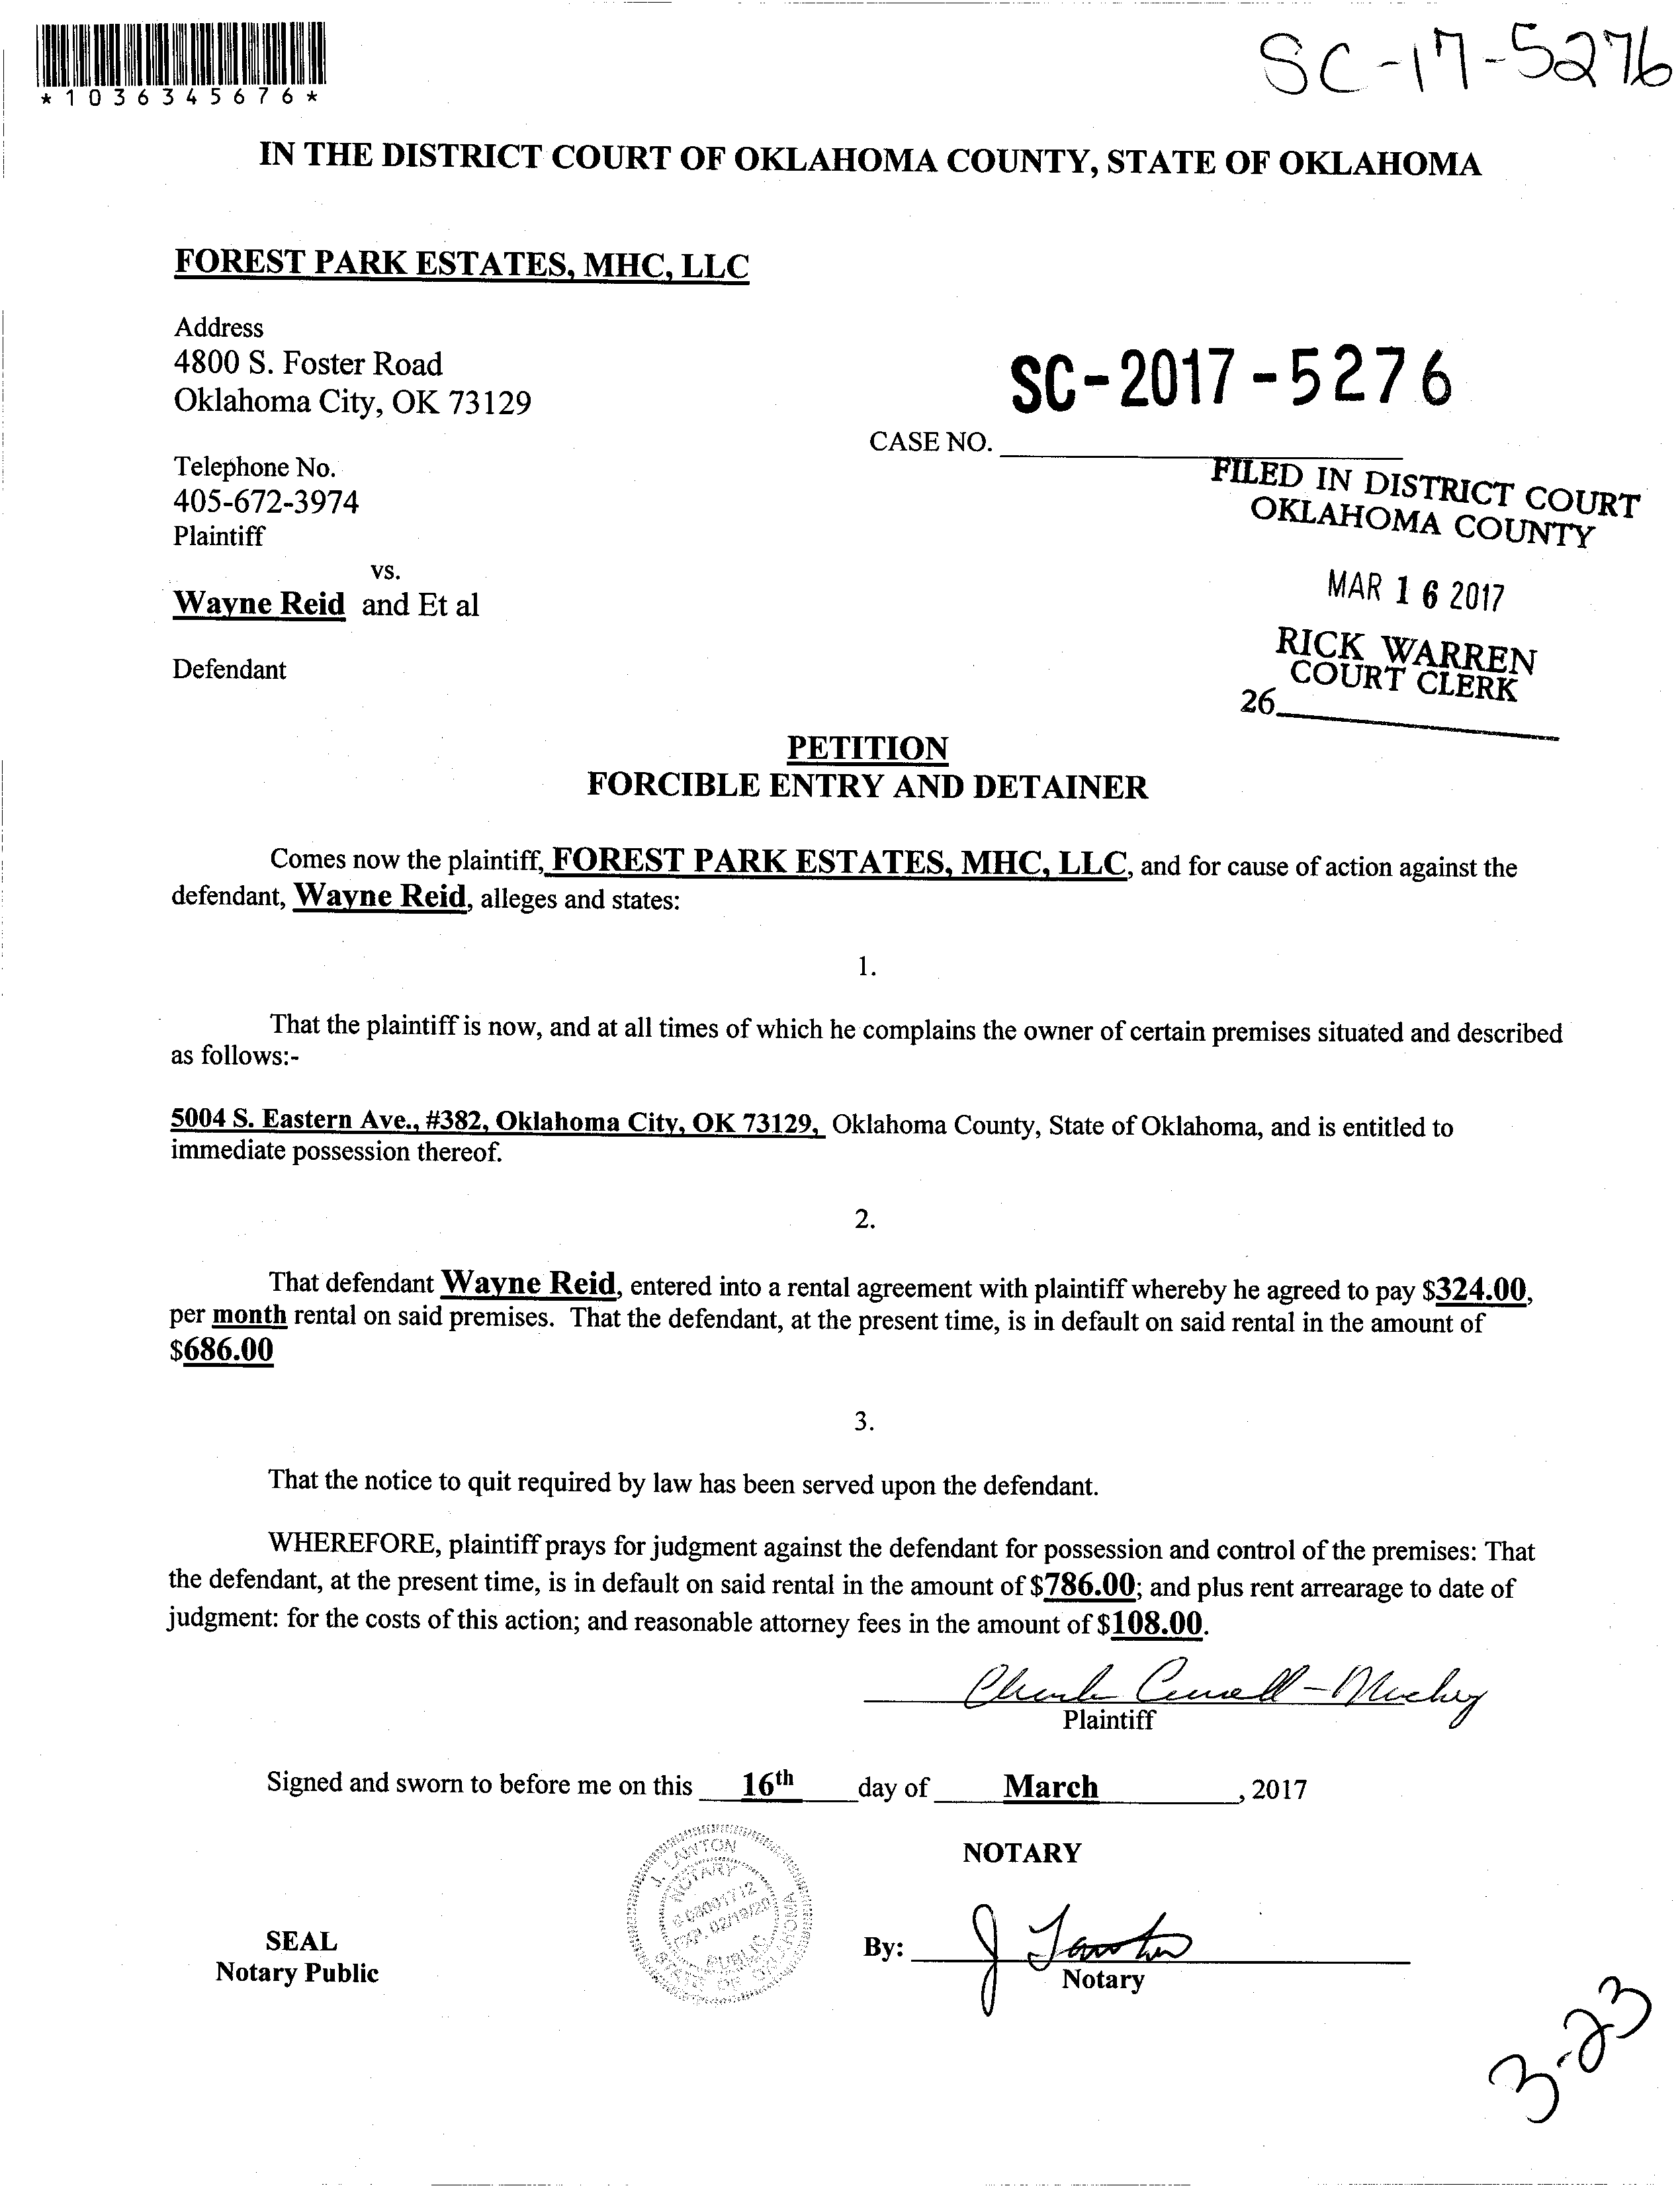 *1036345676*
SC-17-5276
IN THE DISTRICT COURT OF OKLAHOMA COUNTY, STATE OF OKLAHOMA
FOREST PARK ESTATES, MHC, LLC
Address
4800 S. Foster Road
Oklahoma City, OK 73129
SC-2017-5276
CASE NO.
Telephone No.
405-672-3974
Plaintiff
FILED IN DISTRICT COURT
OKLAHOMA COUNTY
MAR 16 2017
RICK WARREN
COURT CLERK
26
vs.
Wayne Reid and Et al
Defendant
PETITION
FORCIBLE ENTRY AND DETAINER
Comes now the plaintiff, FOREST PARK ESTATES, MHC, LLC, and for cause of action against the
defendant, Wayne Reid, alleges and states:
1.
That the plaintiff is now, and at all times of which he complains the owner of certain premises situated and described
as follows:-
5004 S. Eastern Ave., #382, Oklahoma City, OK 73129, Oklahoma County, State of Oklahoma, and is entitled to
immediate possession thereof.
2.
That defendant Wayne Reid, entered into a rental agreement with plaintiff whereby he agreed to pay $324.00,
per month rental on said premises. That the defendant, at the present time, is in default on said rental in the amount of
$686.00
3.
That the notice to quit required by law has been served upon the defendant.
WHEREFORE, plaintiff prays for judgment against the defendant for possession and control of the premises: That
the defendant, at the present time, is in default on said rental in the amount of $786.00; and plus rent arrearage to date of
judgment: for the costs of this action; and reasonable attorney fees in the amount of $108.00.
Plaintiff
Signed and sworn to before me on this 16th day of March, 2017
J. LAWTON
NOTARY
# 08001712
EXP. 02/19/20
PUBLIC
STATE OF OKLAHOMA
NOTARY
SEAL
Notary Public
By: J Lawton
Notary
3-23